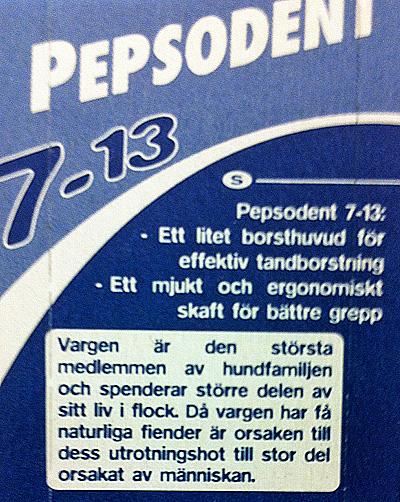 PEPSODENT
7-13
S
Pepsodent 7-13:
- Ett litet borsthuvud för
effektiv tandborstning
- Ett mjukt och ergonomiskt
skaft för bättre grepp
Vargen är den största
medlemmen av hundfamiljen
och spenderar större delen av
sitt liv i flock. Då vargen har få
naturliga fiender är orsaken till
dess utrotningshot till stor del
orsakat av människan.